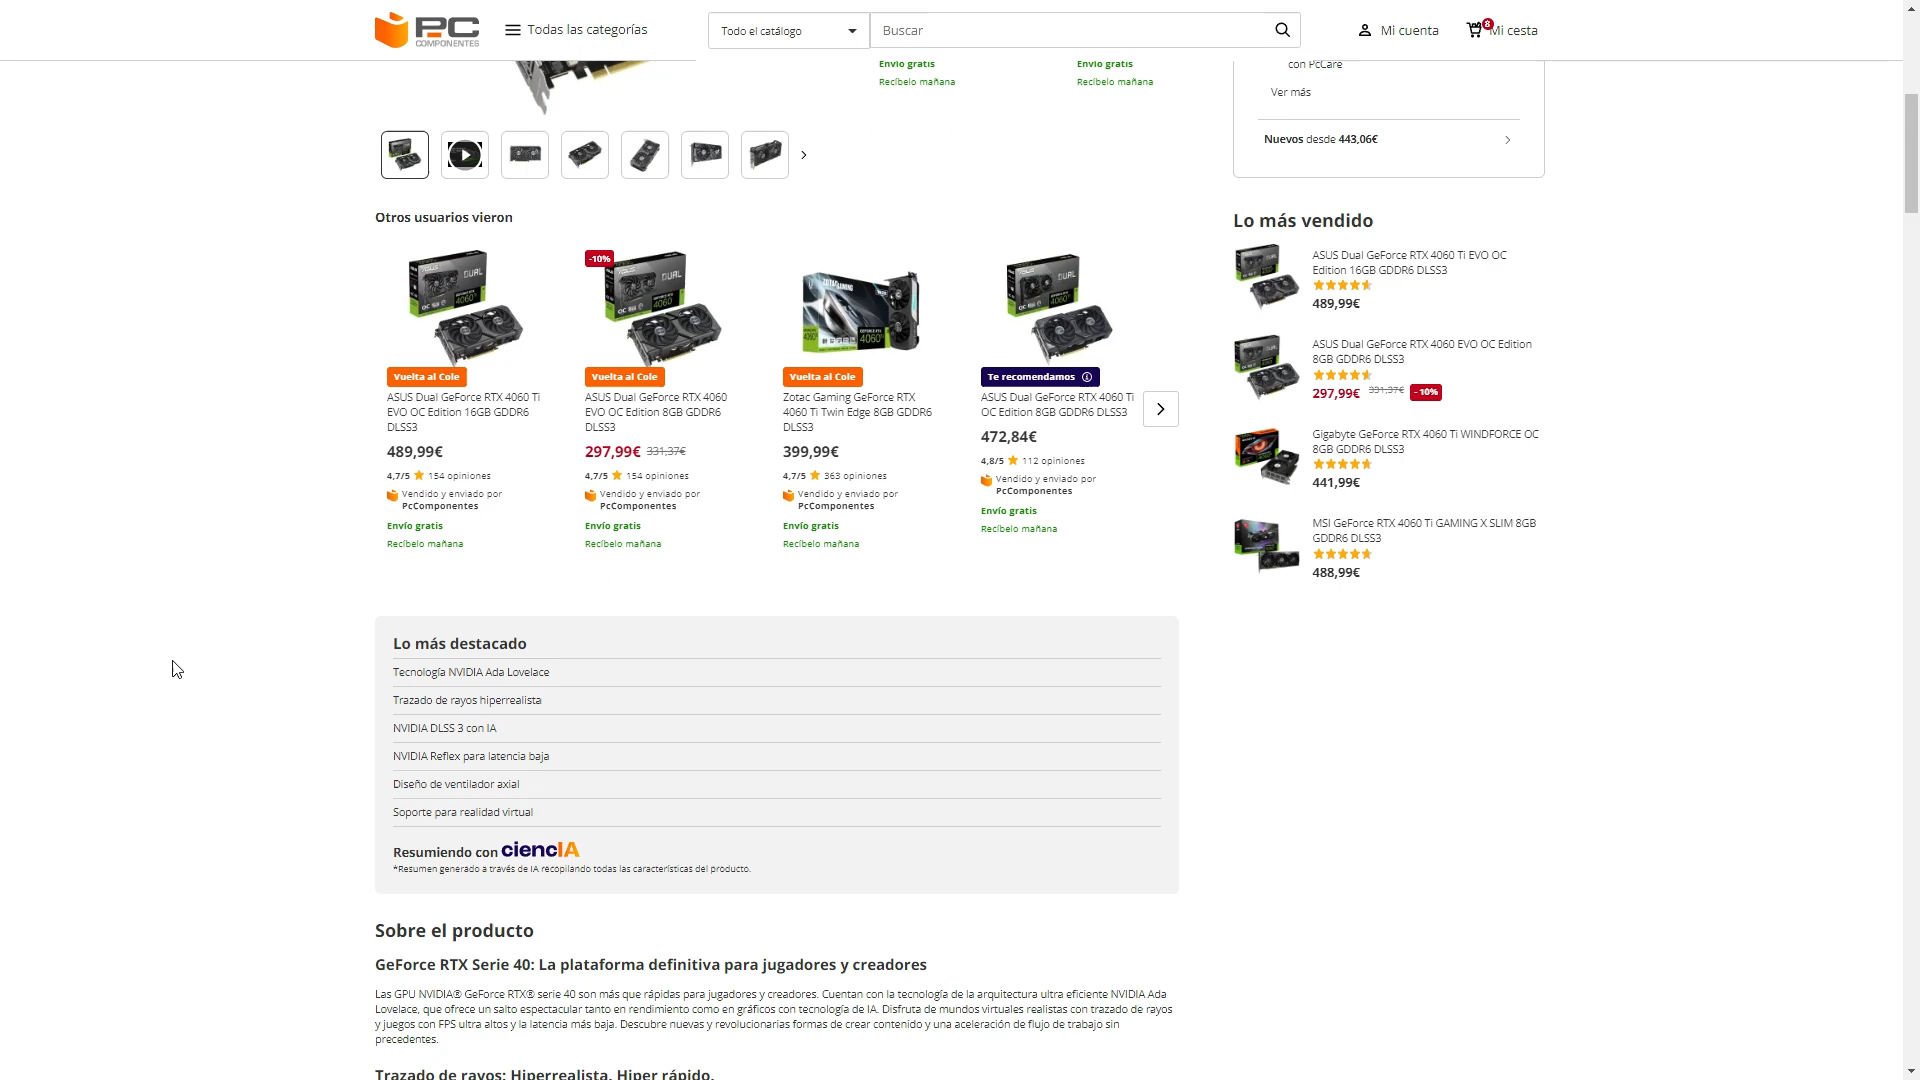 PC
COMPONENTES
Todas las categorías
Todo el catálogo
Buscar
Mi cuenta
8
Mi cesta
Envío gratis
Recíbelo mañana
Envío gratis
Recíbelo mañana
con PcCare
Ver más
Nuevos desde 443,06€
Otros usuarios vieron
Vuelta al Cole
ASUS Dual GeForce RTX 4060 Ti
EVO OC Edition 16GB GDDR6
DLSS3
489,99€
4,7/5 154 opiniones
Vendido y enviado por
PcComponentes
Envío gratis
Recíbelo mañana
-10%
Vuelta al Cole
ASUS Dual GeForce RTX 4060
EVO OC Edition 8GB GDDR6
DLSS3
297,99€ 331,37€
4,7/5 154 opiniones
Vendido y enviado por
PcComponentes
Envío gratis
Recíbelo mañana
Vuelta al Cole
Zotac Gaming GeForce RTX
4060 Ti Twin Edge 8GB GDDR6
DLSS3
399,99€
4,7/5 363 opiniones
Vendido y enviado por
PcComponentes
Envío gratis
Recíbelo mañana
Te recomendamos
ASUS Dual GeForce RTX 4060 Ti
OC Edition 8GB GDDR6 DLSS3
472,84€
4,8/5 112 opiniones
Vendido y enviado por
PcComponentes
Envío gratis
Recíbelo mañana
Lo más vendido
ASUS Dual GeForce RTX 4060 Ti EVO OC
Edition 16GB GDDR6 DLSS3
489,99€
ASUS Dual GeForce RTX 4060 EVO OC Edition
8GB GDDR6 DLSS3
297,99€ 331,37€ -10%
Gigabyte GeForce RTX 4060 Ti WINDFORCE OC
8GB GDDR6 DLSS3
441,99€
MSI GeForce RTX 4060 Ti GAMING X SLIM 8GB
GDDR6 DLSS3
488,99€
Lo más destacado
Tecnología NVIDIA Ada Lovelace
Trazado de rayos hiperrealista
NVIDIA DLSS 3 con IA
NVIDIA Reflex para latencia baja
Diseño de ventilador axial
Soporte para realidad virtual
Resumiendo con ciencIA
*Resumen generado a través de IA recopilando todas las características del producto.
Sobre el producto
GeForce RTX Serie 40: La plataforma definitiva para jugadores y creadores
Las GPU NVIDIA® GeForce RTX® serie 40 son más que rápidas para jugadores y creadores. Cuentan con la tecnología de la arquitectura ultra eficiente NVIDIA Ada
Lovelace, que ofrece un salto espectacular tanto en rendimiento como en gráficos con tecnología de IA. Disfruta de mundos virtuales realistas con trazado de rayos
y juegos con FPS ultra altos y la latencia más baja. Descubre nuevas y revolucionarias formas de crear contenido y una aceleración de flujo de trabajo sin
precedentes.
Trazado de rayos: Hiperrealista. Hiper rápido.